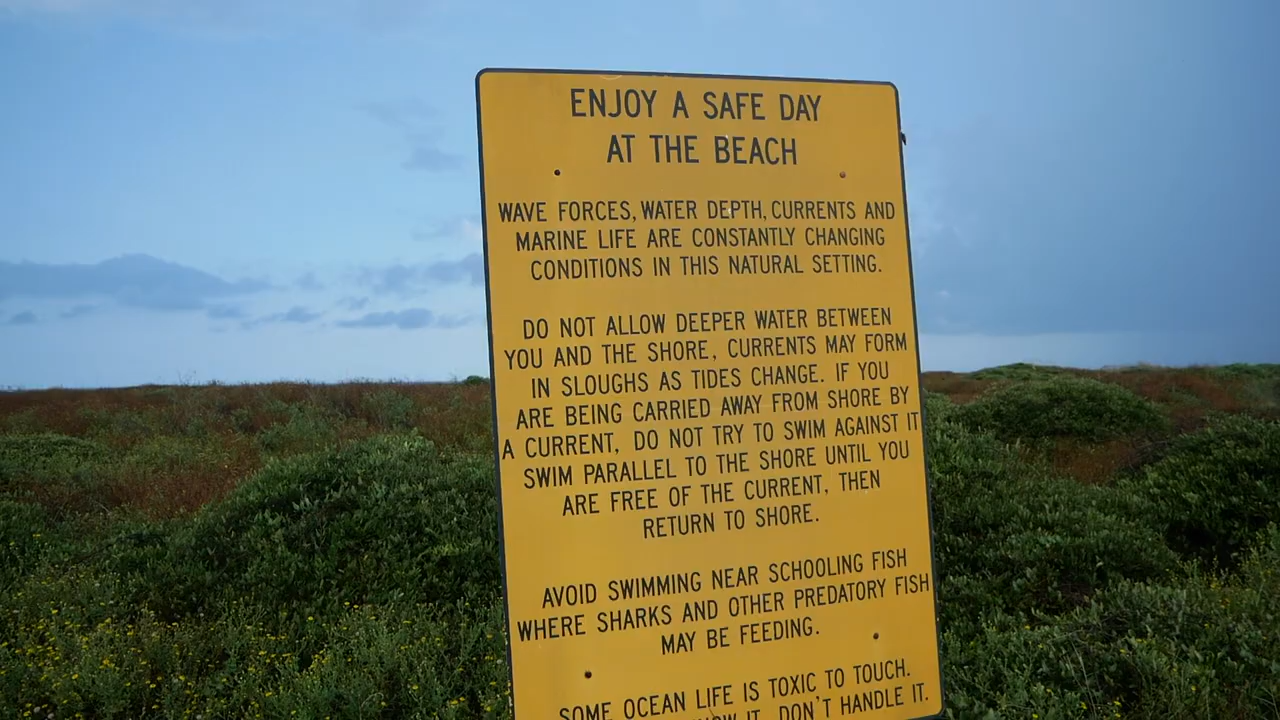 ENJOY A SAFE DAY
AT THE BEACH
WAVE FORCES, WATER DEPTH, CURRENTS AND
MARINE LIFE ARE CONSTANTLY CHANGING
CONDITIONS IN THIS NATURAL SETTING.
DO NOT ALLOW DEEPER WATER BETWEEN
YOU AND THE SHORE, CURRENTS MAY FORM
IN SLOUGHS AS TIDES CHANGE. IF YOU
ARE BEING CARRIED AWAY FROM SHORE BY
A CURRENT, DO NOT TRY TO SWIM AGAINST IT
SWIM PARALLEL TO THE SHORE UNTIL YOU
ARE FREE OF THE CURRENT, THEN
RETURN TO SHORE.
AVOID SWIMMING NEAR SCHOOLING FISH
WHERE SHARKS AND OTHER PREDATORY FISH
MAY BE FEEDING.
SOME OCEAN LIFE IS TOXIC TO TOUCH.
IT, DON'T HANDLE IT.